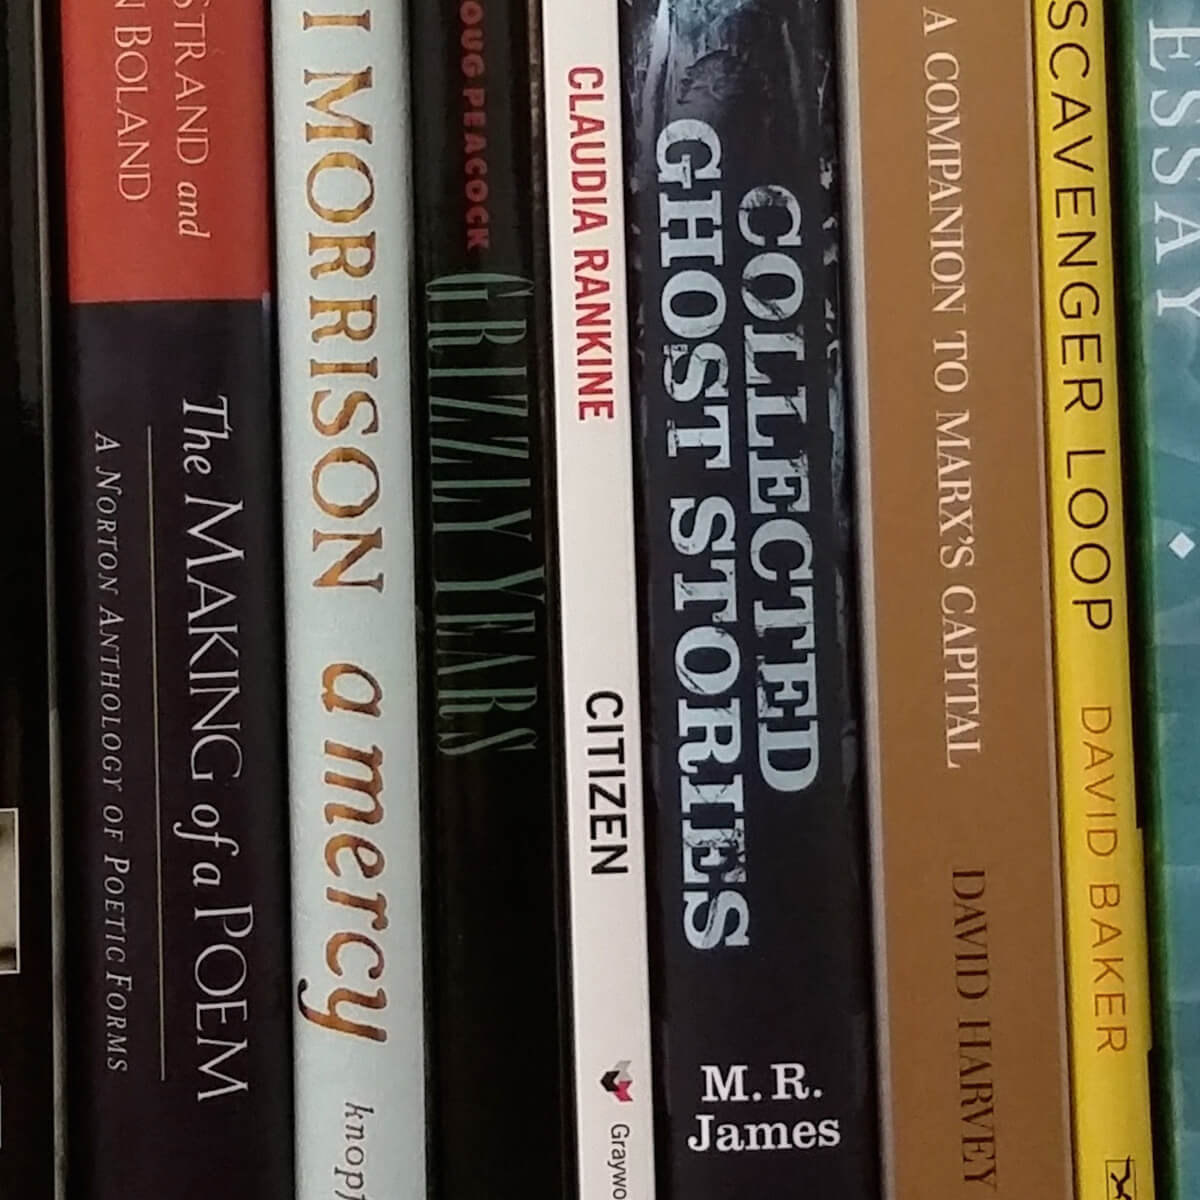 STRAND and
N BOLAND
The MAKING of a POEM
A NORTON ANTHOLOGY OF POETIC FORMS
I MORRISON a mercy knopf
OUG PEACOCK GRIZZLY YEARS
CLAUDIA RANKINE CITIZEN Graywo
COLLECTED
GHOST STORIES
M. R.
James
A COMPANION TO MARX'S CAPITAL DAVID HARVEY
SCAVENGER LOOP DAVID BAKER
ESSAY